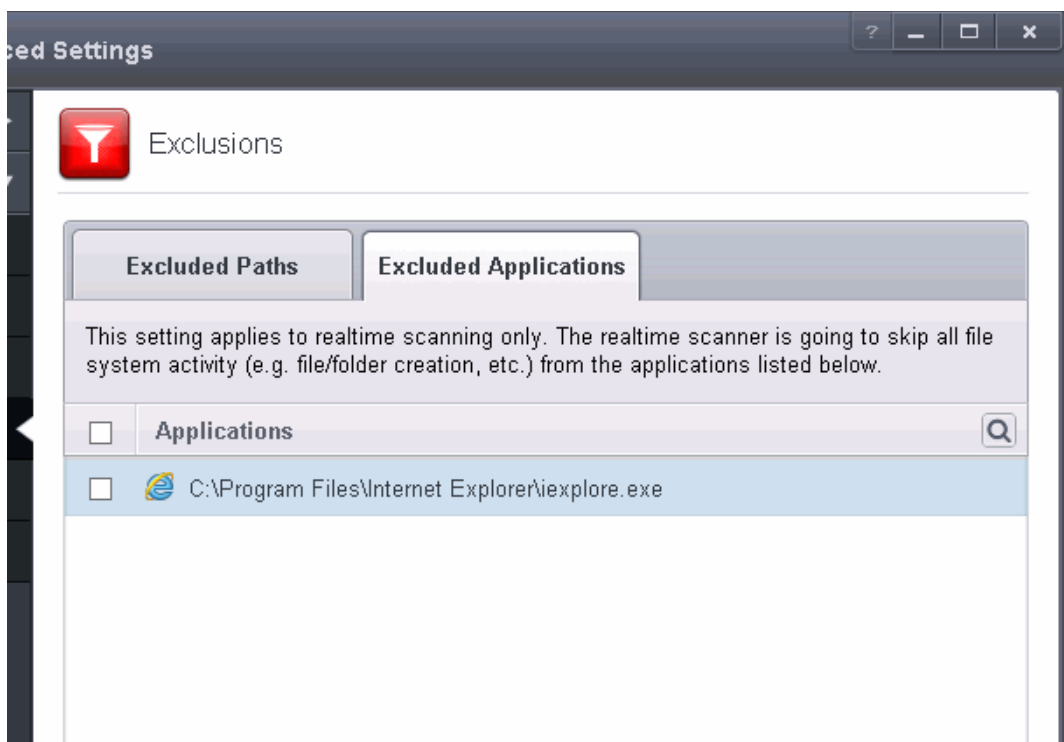 ced Settings
?
Exclusions
Excluded Paths
Excluded Applications
This setting applies to realtime scanning only. The realtime scanner is going to skip all file
system activity (e.g. file/folder creation, etc.) from the applications listed below.
Applications
C:\Program Files\Internet Explorer\iexplore.exe